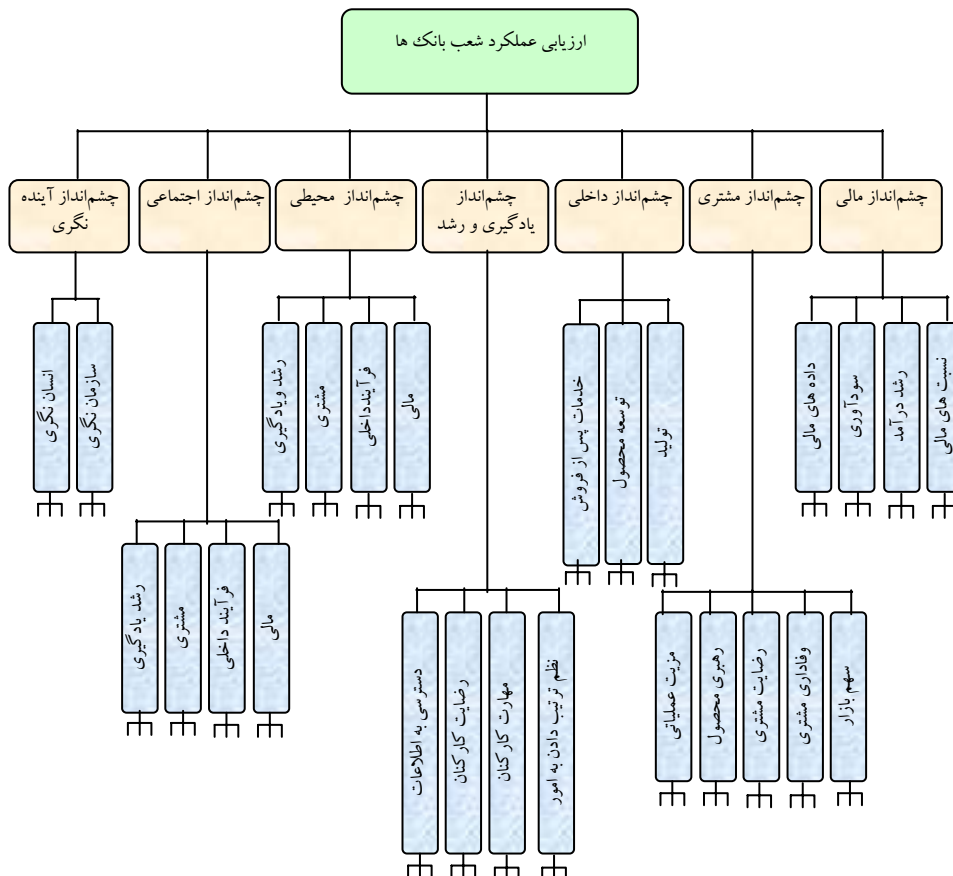 ارزیابی عملکرد شعب بانک ها
چشم‌انداز مالی
چشم‌انداز مشتری
چشم‌انداز داخلی
چشم‌انداز
یادگیری و رشد
چشم‌انداز محیطی
چشم‌انداز اجتماعی
چشم‌انداز آینده
نگری
نسبت های مالی
رشد درآمد
سودآوری
داده های مالی
سهم بازار
وفاداری مشتری
رضایت مشتری
رهبری محصول
مزیت عملیاتی
تولید
توسعه محصول
خدمات پس از فروش
نظم ترتیب دادن به امور
مهارت کارکنان
رضایت کارکنان
دسترسی به اطلاعات
مالی
فرآیندداخلی
مشتری
رشد ویادگیری
مالی
فرآیند داخلی
مشتری
رشد یادگیری
سازمان نگری
انسان نگری